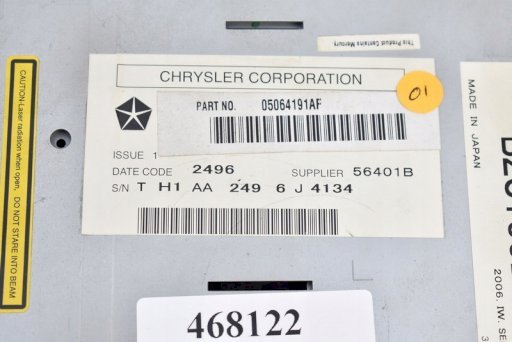 This Product Contains Mercury
CHRYSLER CORPORATION
01
PART NO. 05064191AF
ISSUE 1
DATE CODE 2496 SUPPLIER 56401B
S/N T H1 AA 249 6 J 4134
468122
CAUTION-Laser radiation when open. DO NOT STARE INTO BEAM
MADE IN JAPAN
2006. IW.